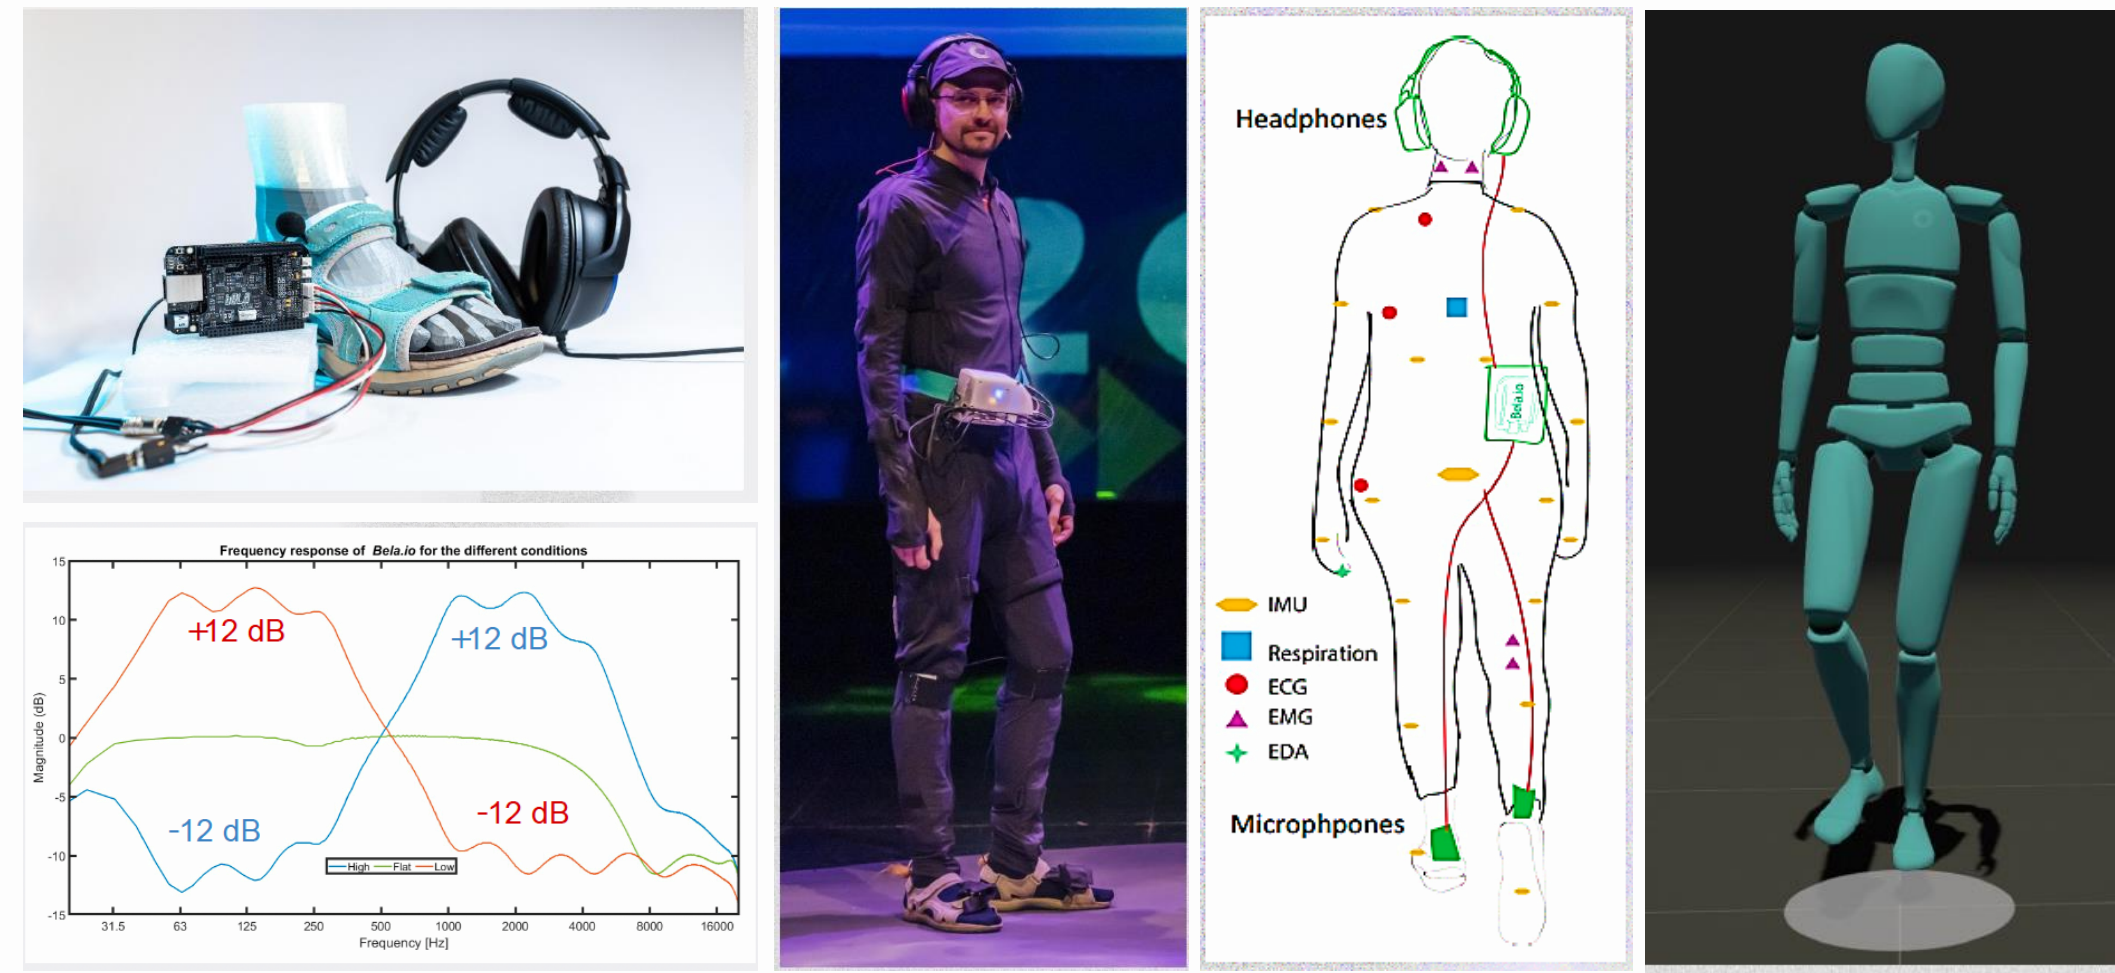 Frequency response of Bela.io for the different conditions
15
10
5
0
-5
-10
-15
Magnitude (dB)
+12 dB
+12 dB
-12 dB
-12 dB
High Flat Low
31.5 63 125 250 500 1000 2000 4000 8000 16000
Frequency [Hz]
Headphones
Bela.io
IMU
Respiration
ECG
EMG
EDA
Microphpones